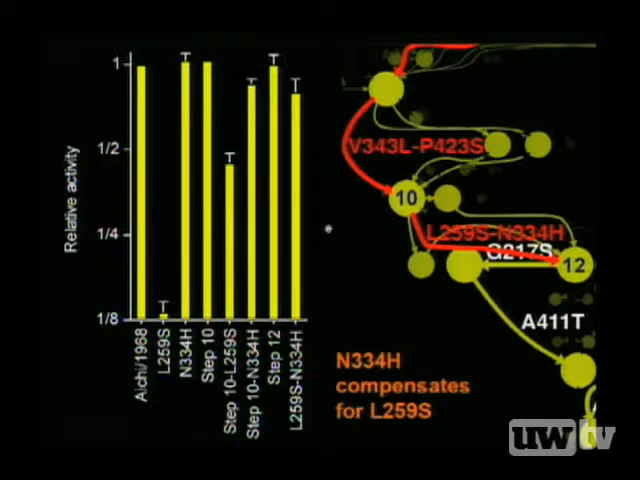 1
1/2
1/4
1/8
Relative activity
Aichi/1968
L259S
N334H
Step 10
Step 10-L259S
Step 10-N334H
Step 12
L259S-N334H
V343L-P423S
10
L259S-N334H
G217S
12
A411T
N334H
compensates
for L259S
uwtv